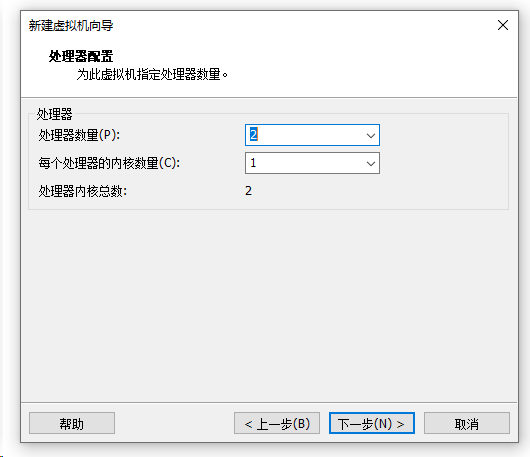 新建虚拟机向导
处理器配置
为此虚拟机指定处理器数量。
处理器
处理器数量(P): 2
每个处理器的内核数量(C): 1
处理器内核总数: 2
帮助 < 上一步(B) 下一步(N) > 取消